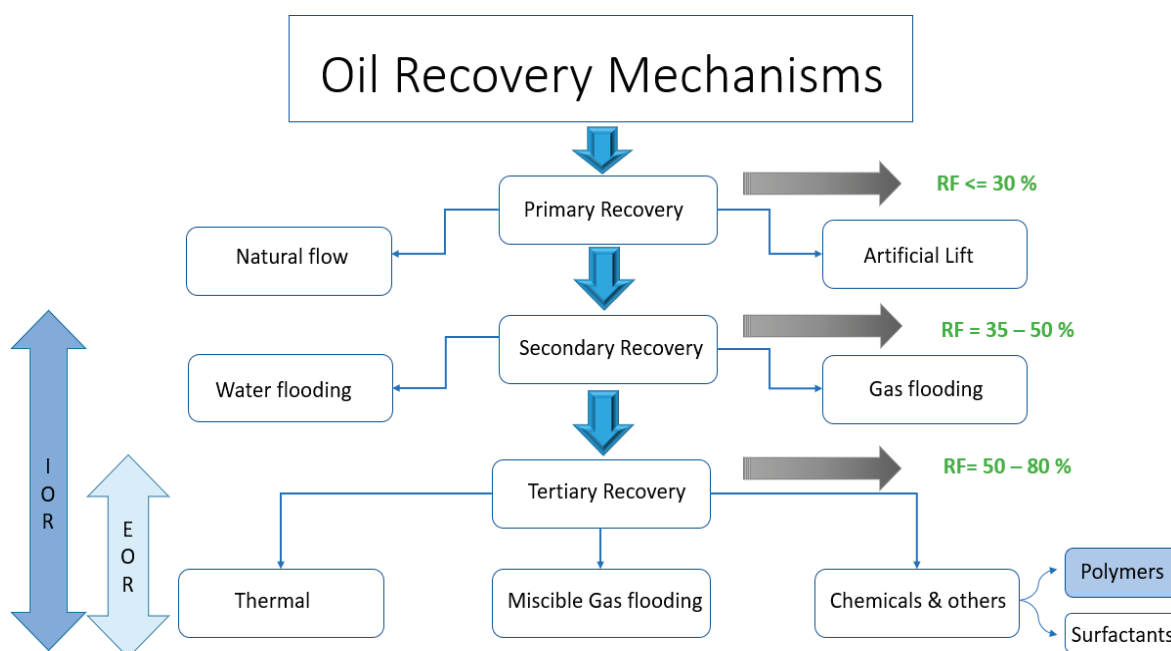 Oil Recovery Mechanisms
RF <= 30 %
Primary Recovery
Natural flow
Artificial Lift
RF = 35 – 50 %
Secondary Recovery
Water flooding
Gas flooding
RF= 50 – 80 %
Tertiary Recovery
I
O
R
E
O
R
Thermal
Miscible Gas flooding
Chemicals & others
Polymers
Surfactants